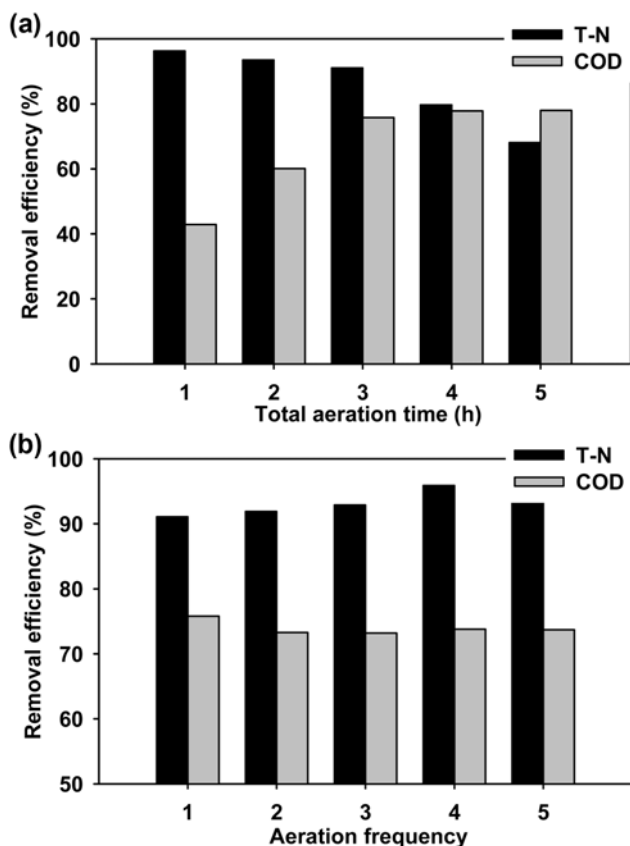 (a)
100
80
60
40
20
0
Removal efficiency (%)
T-N
COD
1 2 3 4 5
Total aeration time (h)
(b)
100
90
80
70
60
50
Removal efficiency (%)
T-N
COD
1 2 3 4 5
Aeration frequency